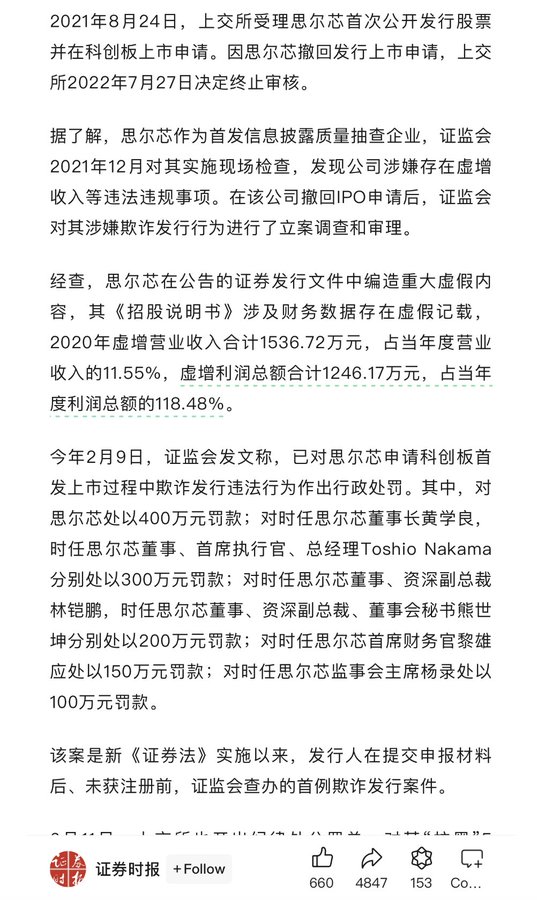 2021年8月24日，上交所受理思尔芯首次公开发行股票
并在科创板上市申请。因思尔芯撤回发行上市申请，上交
所2022年7月27日决定终止审核。
据了解，思尔芯作为首发信息披露质量抽查企业，证监会
2021年12月对其实施现场检查，发现公司涉嫌存在虚增
收入等违法违规事项。在该公司撤回IPO申请后，证监会
对其涉嫌欺诈发行行为进行了立案调查和审理。
经查，思尔芯在公告的证券发行文件中编造重大虚假内
容，其《招股说明书》涉及财务数据存在虚假记载，
2020年虚增营业收入合计1536.72万元，占当年度营业
收入的11.55%，虚增利润总额合计1246.17万元，占当年
度利润总额的118.48%。
今年2月9日，证监会发文称，已对思尔芯申请科创板首
发上市过程中欺诈发行违法行为作出行政处罚。其中，对
思尔芯处以400万元罚款；对时任思尔芯董事长黄学良，
时任思尔芯董事、首席执行官、总经理Toshio Nakama
分别处以300万元罚款；对时任思尔芯董事、资深副总裁
林铠鹏，时任思尔芯董事、资深副总裁、董事会秘书熊世
坤分别处以200万元罚款；对时任思尔芯首席财务官黎雄
应处以150万元罚款；对时任思尔芯监事会主席杨录处以
100万元罚款。
该案是新《证券法》实施以来，发行人在提交申报材料
后、未获注册前，证监会查办的首例欺诈发行案件。
证券时报
证券时报 +Follow
660 4847 153 Co...